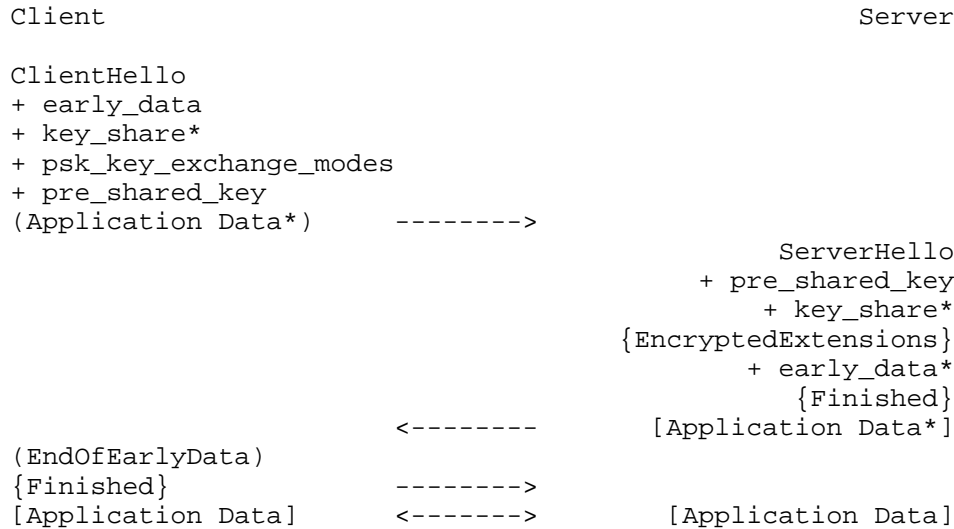 Client Server
ClientHello
+ early_data
+ key_share*
+ psk_key_exchange_modes
+ pre_shared_key
(Application Data*) -------->
ServerHello
+ pre_shared_key
+ key_share*
{EncryptedExtensions}
+ early_data*
{Finished}
<-------- [Application Data*]
(EndOfEarlyData)
{Finished} -------->
[Application Data] <-------> [Application Data]